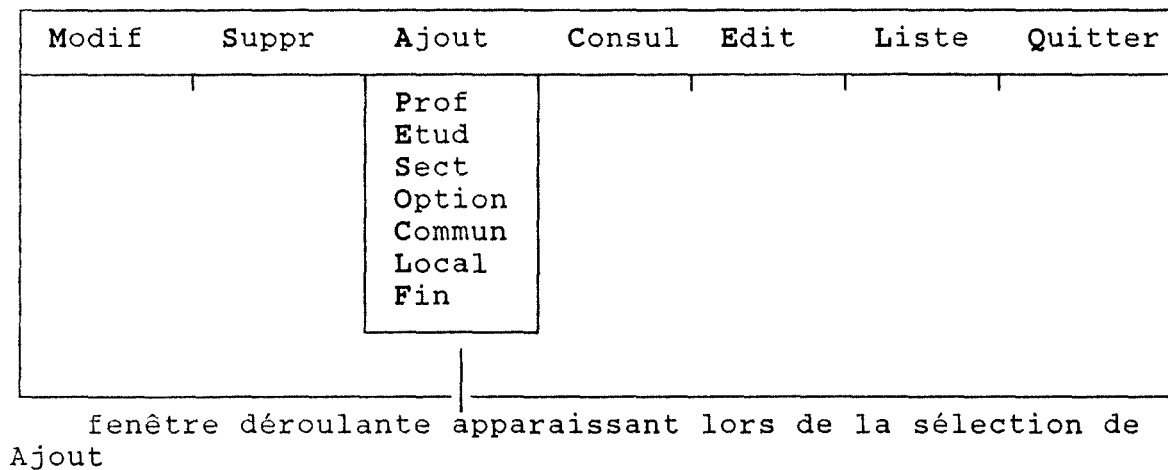 Modif Suppr Ajout Consul Edit Liste Quitter
Prof
Etud
Sect
Option
Commun
Local
Fin
fenêtre déroulante apparaissant lors de la sélection de
Ajout